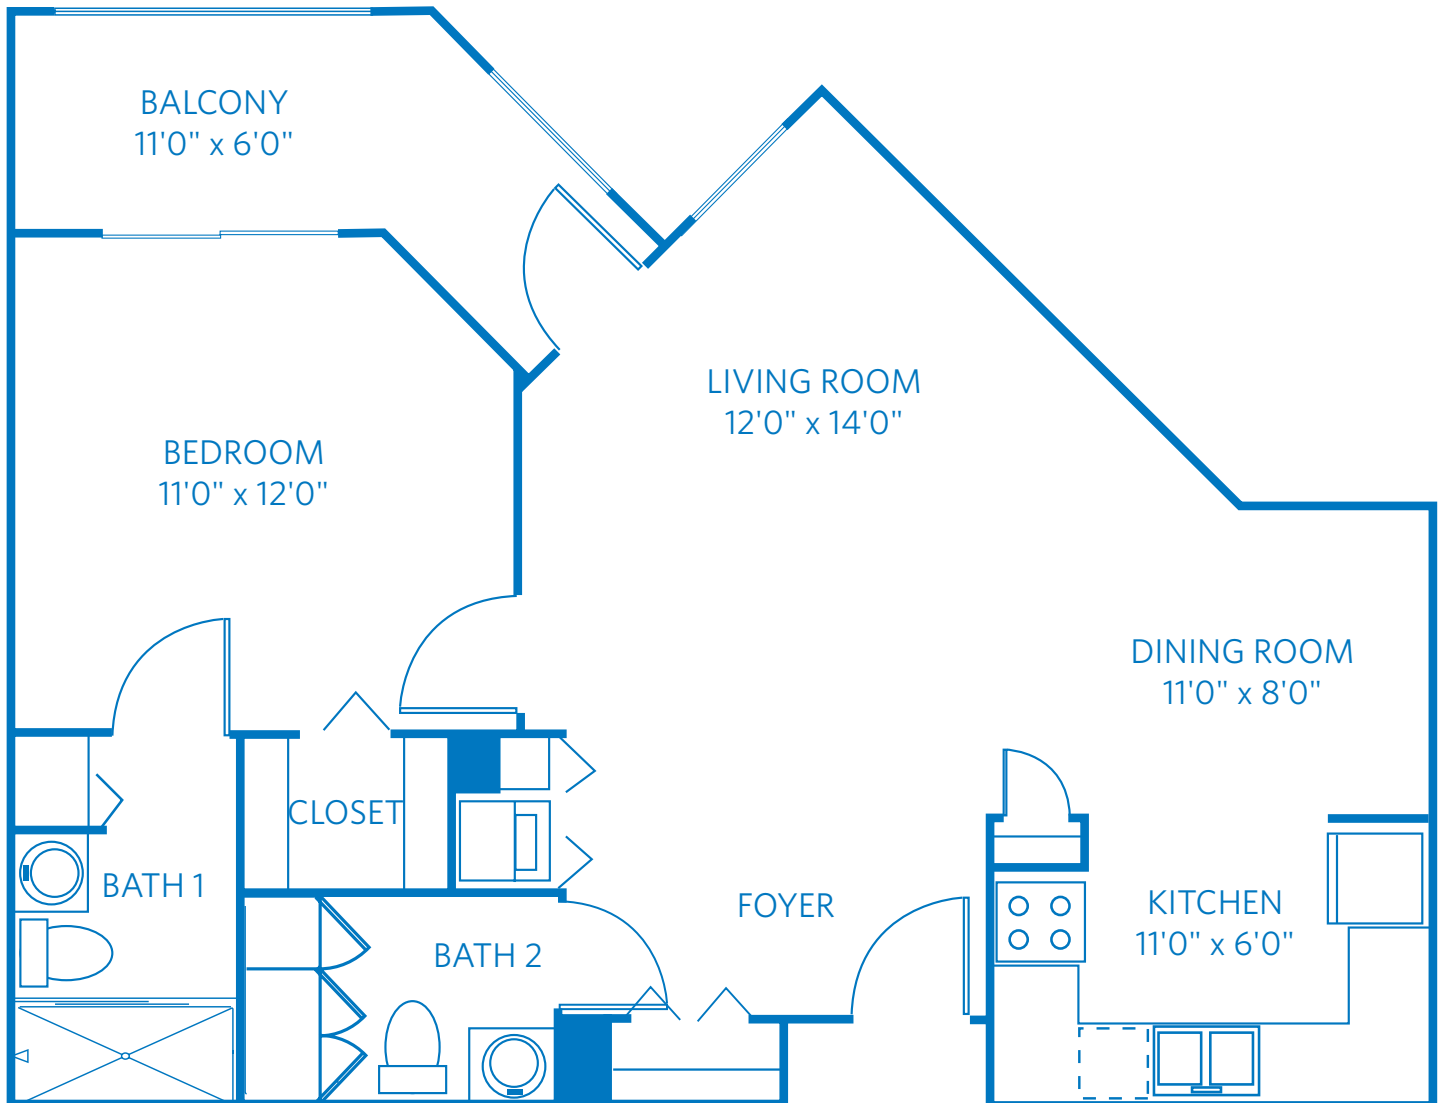 BALCONY
11'0" x 6'0"
LIVING ROOM
12'0" x 14'0"
BEDROOM
11'0" x 12'0"
DINING ROOM
11'0" x 8'0"
CLOSET
BATH 1
FOYER
KITCHEN
11'0" x 6'0"
BATH 2